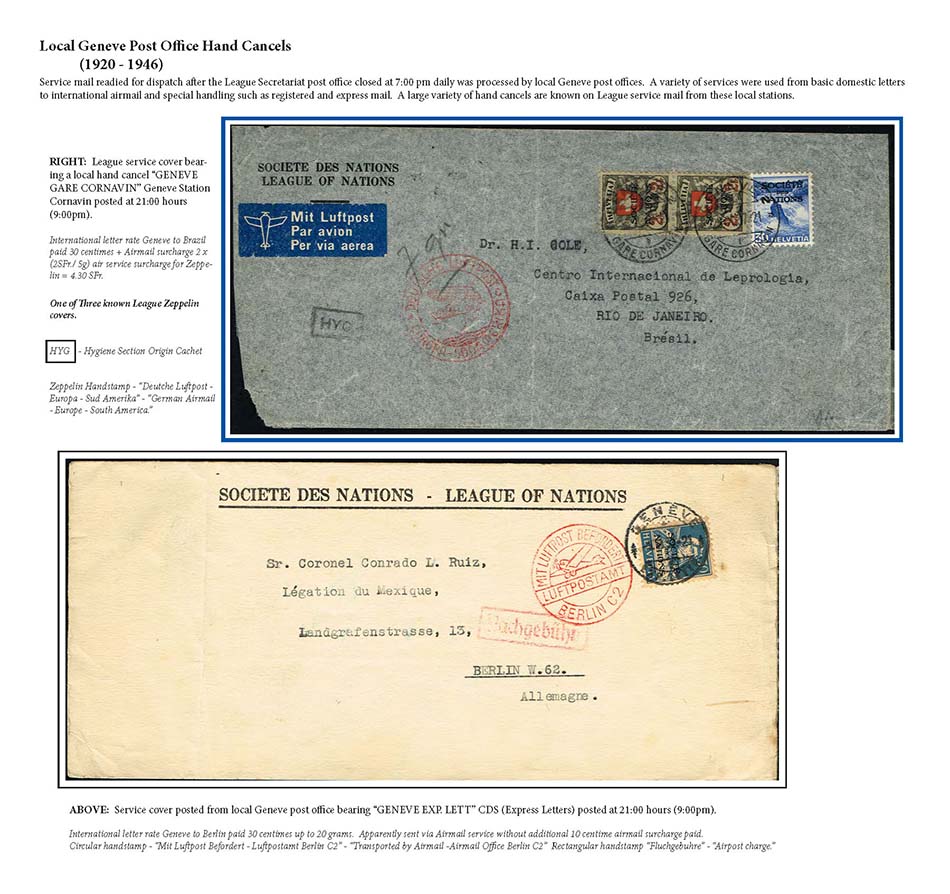 Local Geneve Post Office Hand Cancels
(1920 - 1946)
Service mail readied for dispatch after the League Secretariat post office closed at 7:00 pm daily was processed by local Geneve post offices. A variety of services were used from basic domestic letters
to international airmail and special handling such as registered and express mail. A large variety of hand cancels are known on League service mail from these local stations.
RIGHT: League service cover bear-
ing a local hand cancel "GENEVE
GARE CORNAVIN" Geneve Station
Cornavin posted at 21:00 hours
(9:00pm).
International letter rate Geneve to Brazil
paid 30 centimes + Airmail surcharge 2 x
(2SFr./ 5g) air service surcharge for Zeppe-
lin = 4.30 SFr.
One of Three known League Zeppelin
covers.
HYG - Hygiene Section Origin Cachet
Zeppelin Handstamp - "Deutche Luftpost -
Europa - Sud Amerika" - "German Airmail
- Europe - South America."
SOCIETE DES NATIONS
LEAGUE OF NATIONS
Mit Luftpost
Par avion
Per via aerea
HELVETIA
SOCIÉTÉ
NATIONS
30
HELVETIA
GARE CORNAVIN
Dr. H.I. COLE,
Centro Internacional de Leprologia,
Caixa Postal 926,
RIO DE JANEIRO.
Brésil.
DEUTSCHE LUFTPOST
HYG
SOCIETE DES NATIONS - LEAGUE OF NATIONS
GENÈVE
Sr. Coronel Conrado L. Ruiz,
Légation du Mexique,
Landgrafenstrasse, 13,
BERLIN W.62.
Allemagne.
MIT LUFTPOST BEFÖRDERT
LUFTPOSTAMT
BERLIN C2
Nachgebühr
ABOVE: Service cover posted from local Geneve post office bearing "GENEVE EXP. LETT" CDS (Express Letters) posted at 21:00 hours (9:00pm).
International letter rate Geneve to Berlin paid 30 centimes up to 20 grams. Apparently sent via Airmail service without additional 10 centime airmail surcharge paid.
Circular handstamp - "Mit Luftpost Befordert - Luftpostamt Berlin C2" - "Transported by Airmail -Airmail Office Berlin C2" Rectangular handstamp "Fluchgebuhre" - "Airpost charge."